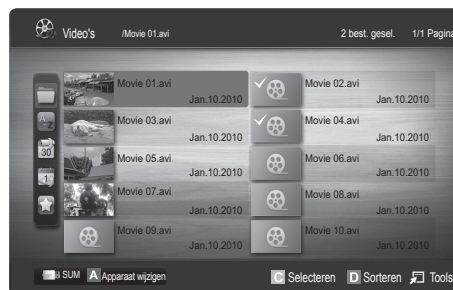 Video's /Movie 01.avi 2 best. gesel. 1/1 Pagina
Movie 01.avi Movie 02.avi
Jan.10.2010 Jan.10.2010
Movie 03.avi Movie 04.avi
Jan.10.2010 Jan.10.2010
Movie 05.avi Movie 06.avi
Jan.10.2010 Jan.10.2010
Movie 07.avi Movie 08.avi
Jan.10.2010 Jan.10.2010
Movie 09.avi Movie 10.avi
Jan.10.2010 Jan.10.2010
SUM A Apparaat wijzigen C Selecteren D Sorteren Tools